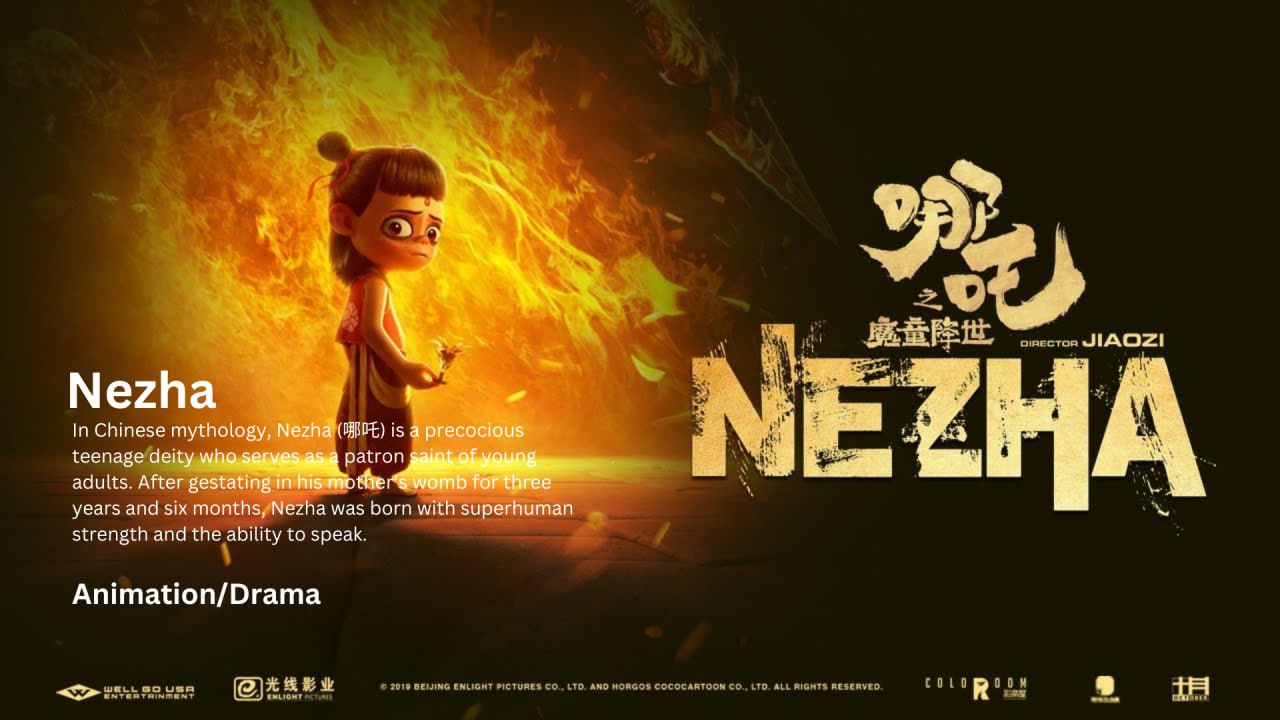 哪吒
之
魔童降世
DIRECTOR JIAOZI
NEZHA
Nezha
In Chinese mythology, Nezha (哪吒) is a precocious
teenage deity who serves as a patron saint of young
adults. After gestating in his mother's womb for three
years and six months, Nezha was born with superhuman
strength and the ability to speak.
Animation/Drama
WELL GO USA
ENTERTAINMENT
光线影业
ENLIGHT PICTURES
© 2019 BEIJING ENLIGHT PICTURES CO., LTD. AND HORGOS COCOCARTOON CO., LTD. ALL RIGHTS RESERVED.
COLOROOM
彩条屋
十月
OCTOBER